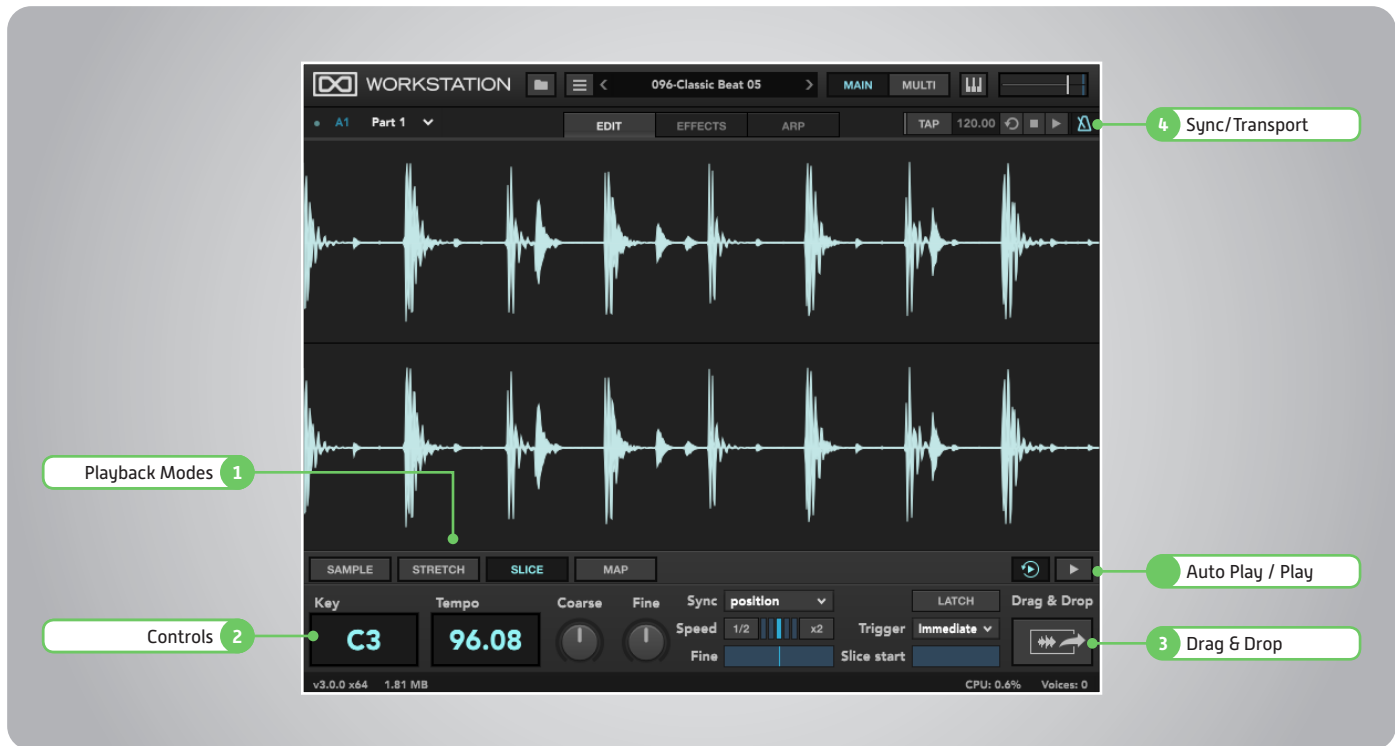 WORKSTATION 096-Classic Beat 05 MAIN MULTI
A1 Part 1 EDIT EFFECTS ARP TAP 120.00
4 Sync/Transport
Playback Modes 1
SAMPLE STRETCH SLICE MAP
Auto Play / Play
Key Tempo Coarse Fine Sync position LATCH Drag & Drop
C3 96.08 Speed 1/2 x2 Trigger Immediate
Fine Slice start
Controls 2
3 Drag & Drop
v3.0.0 x64 1.81 MB CPU: 0.6% Voices: 0